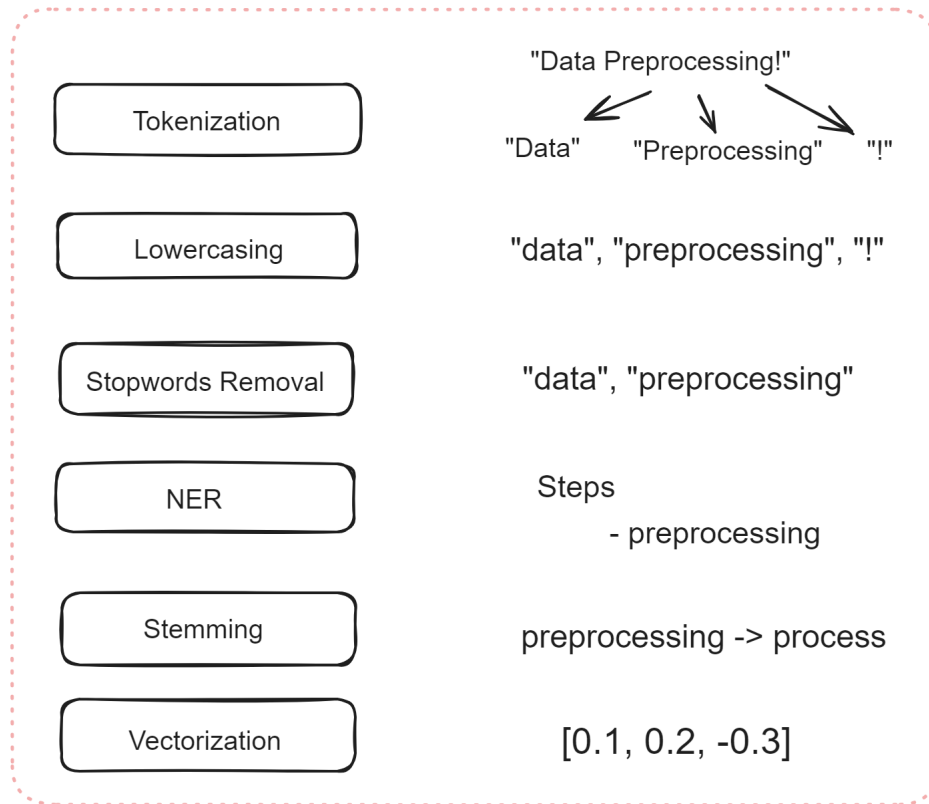 "Data Preprocessing!"
Tokenization
"Data" "Preprocessing" "!"
Lowercasing
"data", "preprocessing", "!"
Stopwords Removal
"data", "preprocessing"
NER
Steps
- preprocessing
Stemming
preprocessing -> process
Vectorization
[0.1, 0.2, -0.3]